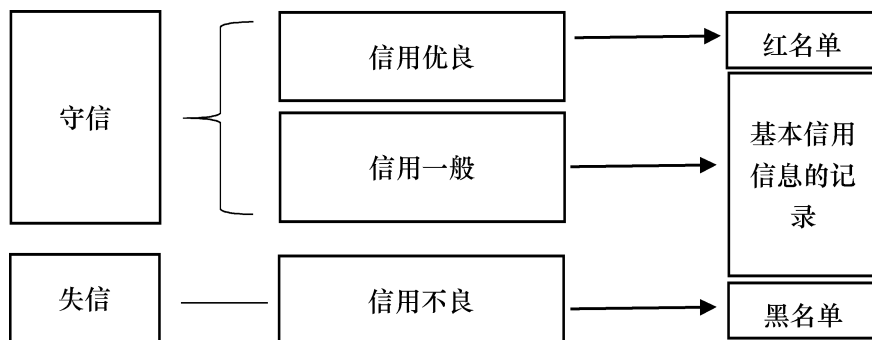 守信
信用优良
红名单
信用一般
基本信用
信息的记
录
失信
信用不良
黑名单